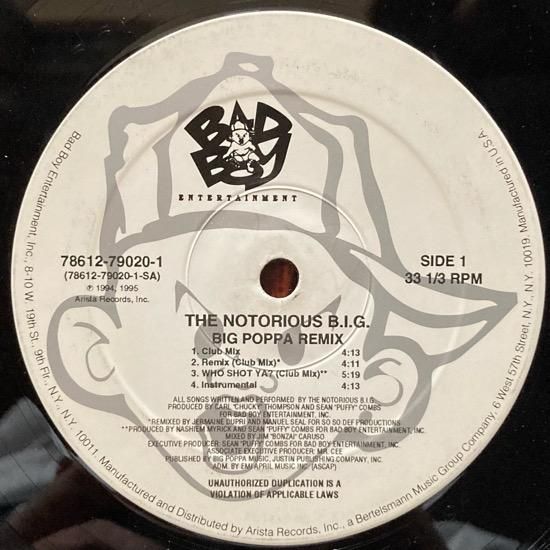 BAD
BOY
ENTERTAINMENT
78612-79020-1
(78612-79020-1-SA)
℗ 1994, 1995
Arista Records, Inc.
SIDE 1
33 1/3 RPM
THE NOTORIOUS B.I.G.
BIG POPPA REMIX
1. Club Mix 4:13
2. Remix (Club Mix)* 4:11
3. WHO SHOT YA? (Club Mix)** 5:19
4. Instrumental 4:13
ALL SONGS WRITTEN AND PERFORMED BY THE NOTORIOUS B.I.G.
PRODUCED BY CARL "CHUCKY" THOMPSON AND SEAN "PUFFY" COMBS
FOR BAD BOY ENTERTAINMENT, INC.
*REMIXED BY JERMAINE DUPRI AND MANUEL SEAL FOR SO SO DEF PRODUCTIONS
**PRODUCED BY NASHIEM MYRICK AND SEAN "PUFFY" COMBS FOR BAD BOY ENTERTAINMENT, INC.
MIXED BY JIM "BONZAI" CARUSO
EXECUTIVE PRODUCER: SEAN "PUFFY" COMBS FOR BAD BOY ENTERTAINMENT, INC.
ASSOCIATE EXECUTIVE PRODUCER: MR. CEE
PUBLISHED BY BIG POPPA MUSIC, JUSTIN PUBLISHING COMPANY, INC.
ADM. BY EMI APRIL MUSIC INC. (ASCAP)
UNAUTHORIZED DUPLICATION IS A
VIOLATION OF APPLICABLE LAWS
Bad Boy Entertainment, Inc., 8-10 W. 19th St., 9th Flr., N.Y., N.Y. 10011. Manufactured and Distributed by Arista Records, Inc., a Bertelsmann Music Group Company, 6 West 57th Street, N.Y., N.Y. 10019. Manufactured in U.S.A.